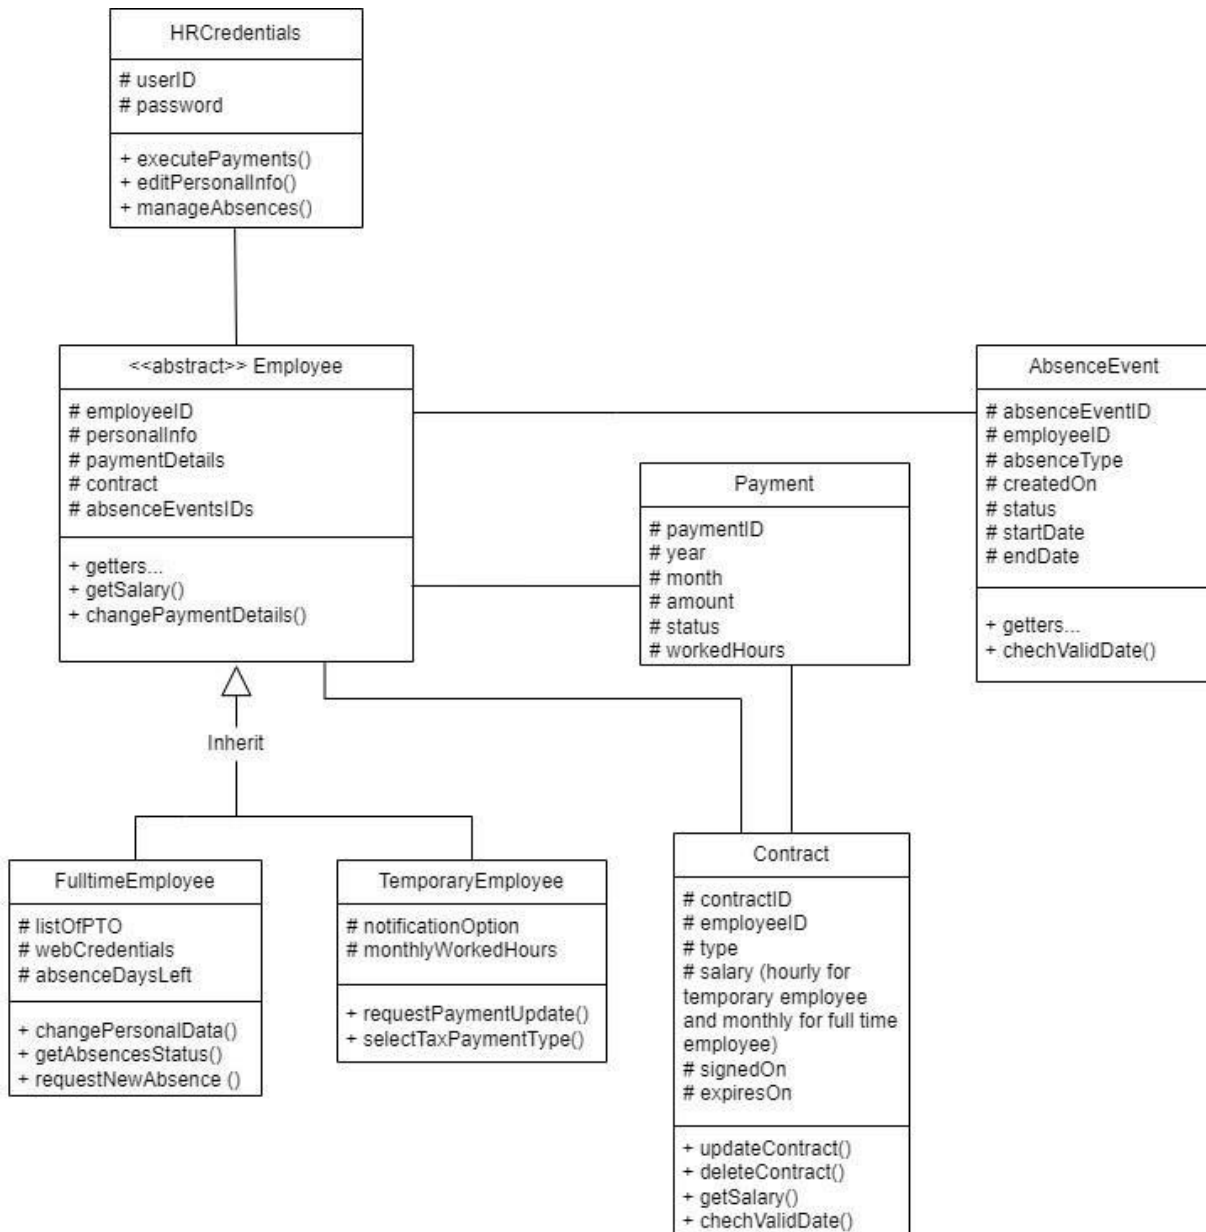 HRCredentials
# userID
# password
+ executePayments()
+ editPersonalInfo()
+ manageAbsences()
<<abstract>> Employee
# employeeID
# personalInfo
# paymentDetails
# contract
# absenceEventsIDs
+ getters...
+ getSalary()
+ changePaymentDetails()
AbsenceEvent
# absenceEventID
# employeeID
# absenceType
# createdOn
# status
# startDate
# endDate
+ getters...
+ chechValidDate()
Payment
# paymentID
# year
# month
# amount
# status
# workedHours
Inherit
FulltimeEmployee
# listOfPTO
# webCredentials
# absenceDaysLeft
+ changePersonalData()
+ getAbsencesStatus()
+ requestNewAbsence ()
TemporaryEmployee
# notificationOption
# monthlyWorkedHours
+ requestPaymentUpdate()
+ selectTaxPaymentType()
Contract
# contractID
# employeeID
# type
# salary (hourly for
temporary employee
and monthly for full time
employee)
# signedOn
# expiresOn
+ updateContract()
+ deleteContract()
+ getSalary()
+ chechValidDate()